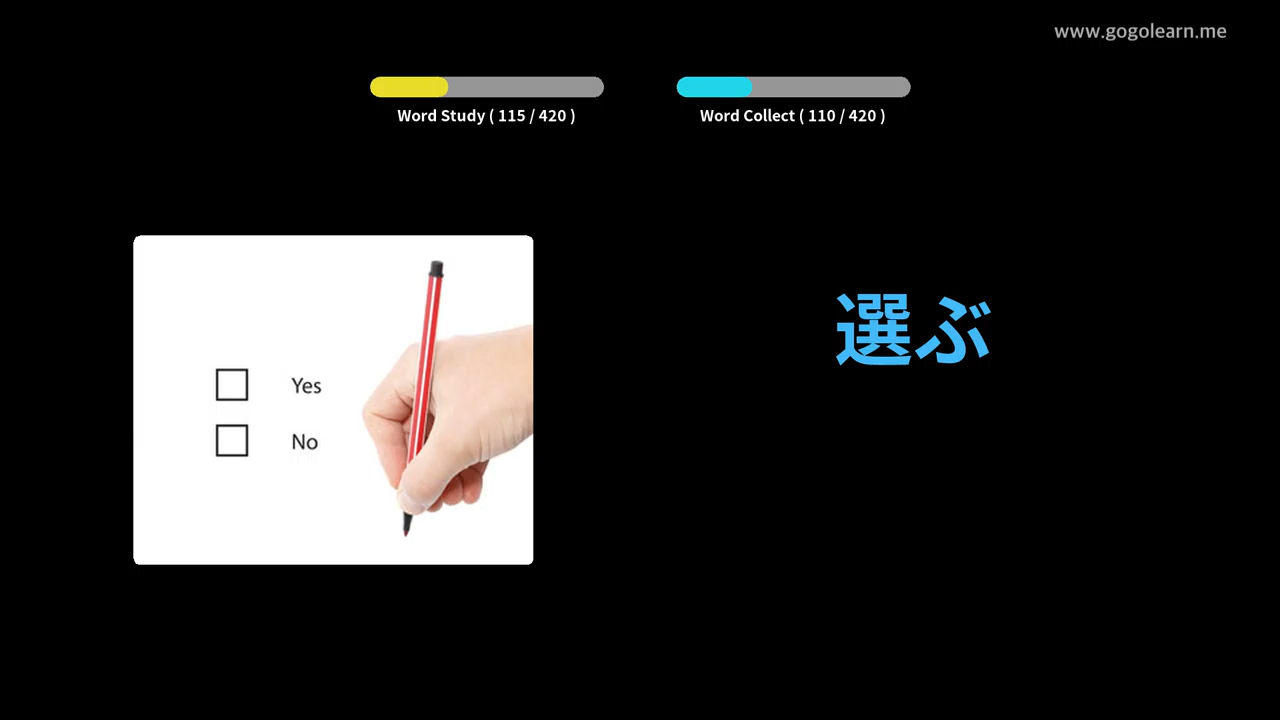 www.gogolearn.me
Word Study ( 115 / 420 )
Word Collect ( 110 / 420 )
Yes
No
選ぶ